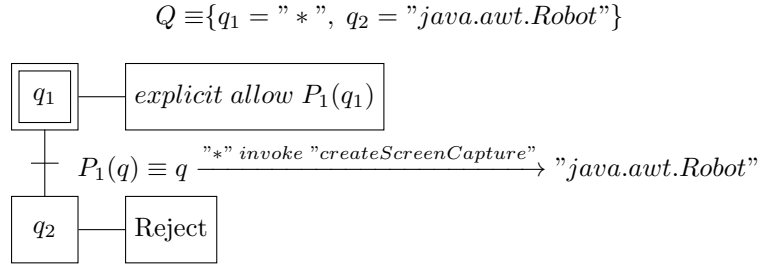 Q ≡{q₁ = ” * ”, q₂ = ”java.awt.Robot”}
q₁ explicit allow P₁(q₁)
P₁(q) ≡ q ”*” invoke ”createScreenCapture” ”java.awt.Robot”
q₂ Reject